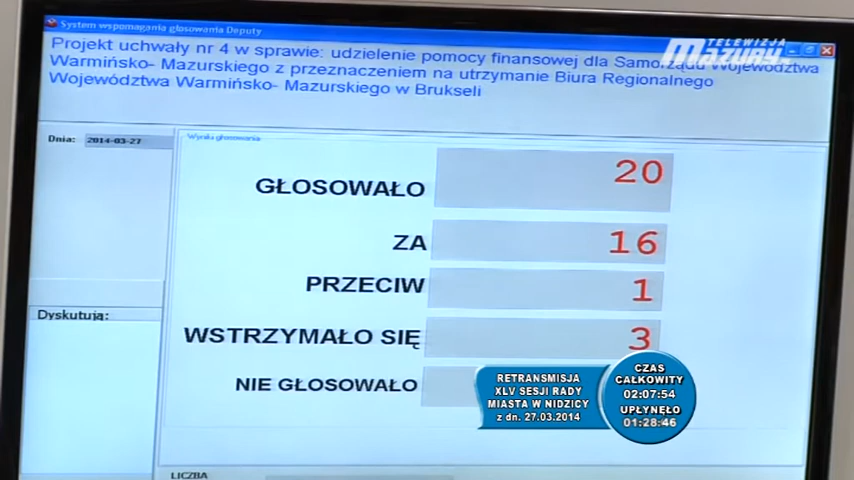 System wspomagania głosowania Deputy
Projekt uchwały nr 4 w sprawie: udzielenie pomocy finansowej dla Samorządu Województwa
Warmińsko- Mazurskiego z przeznaczeniem na utrzymanie Biura Regionalnego
Województwa Warmińsko- Mazurskiego w Brukseli
TELEWIZJA
MAZURY
Dnia: 2014-03-27
Wyniki głosowania
GŁOSOWAŁO 20
ZA 16
PRZECIW 1
WSTRZYMAŁO SIĘ 3
NIE GŁOSOWAŁO
Dyskutują:
RETRANSMISJA
XLV SESJI RADY
MIASTA W NIDZICY
z dn. 27.03.2014
CZAS
CAŁKOWITY
02:07:54
UPŁYNĘŁO
01:28:46
LICZBA